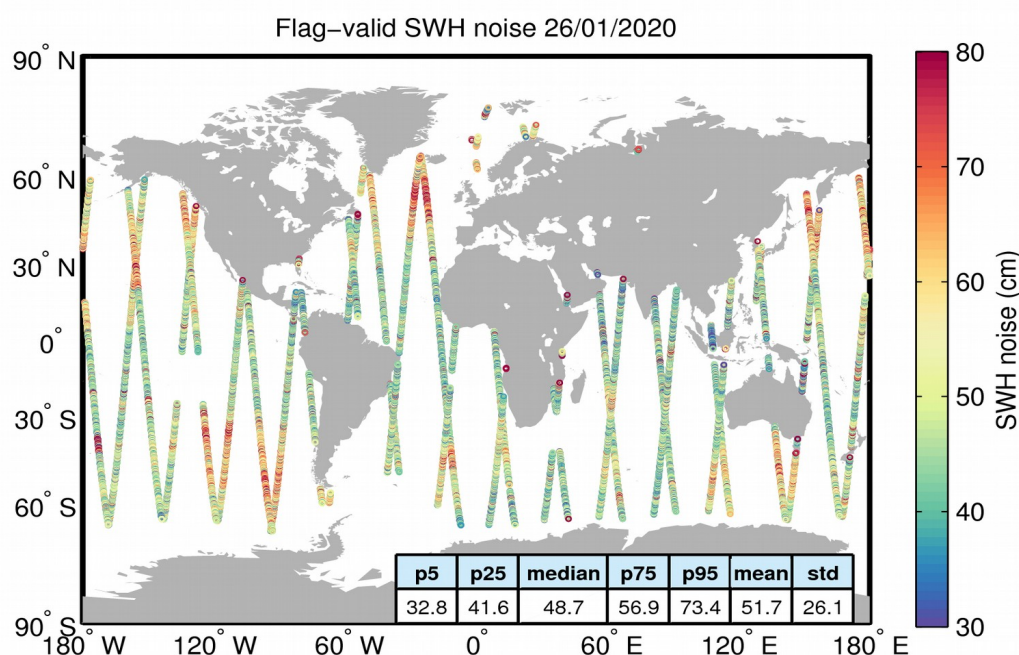 Flag-valid SWH noise 26/01/2020
90° N
60° N
30° N
0°
30° S
60° S
90° S
180° W
120° W
60° W
0°
60° E
120° E
180° E
80
70
60
50
40
30
SWH noise (cm)
p5 p25 median p75 p95 mean std
32.8 41.6 48.7 56.9 73.4 51.7 26.1